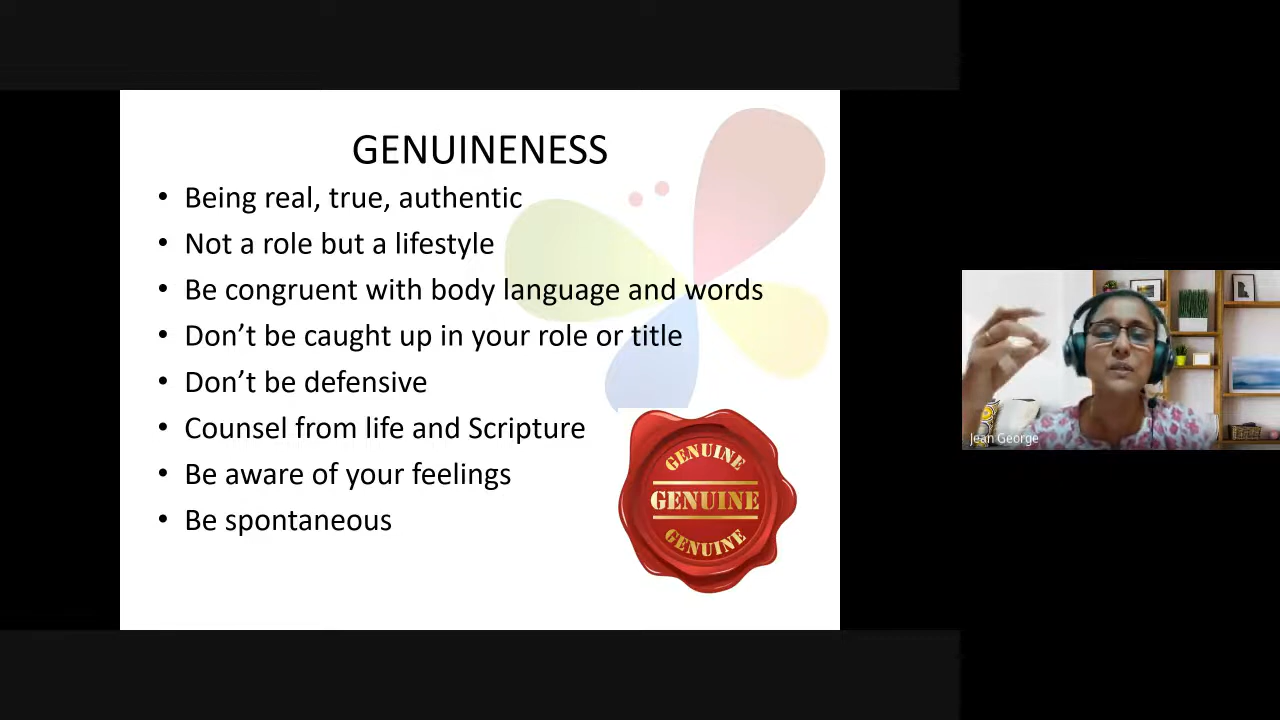 GENUINENESS
• Being real, true, authentic
• Not a role but a lifestyle
• Be congruent with body language and words
• Don’t be caught up in your role or title
• Don’t be defensive
• Counsel from life and Scripture
• Be aware of your feelings
• Be spontaneous
GENUINE
GENUINE
GENUINE
Jean George